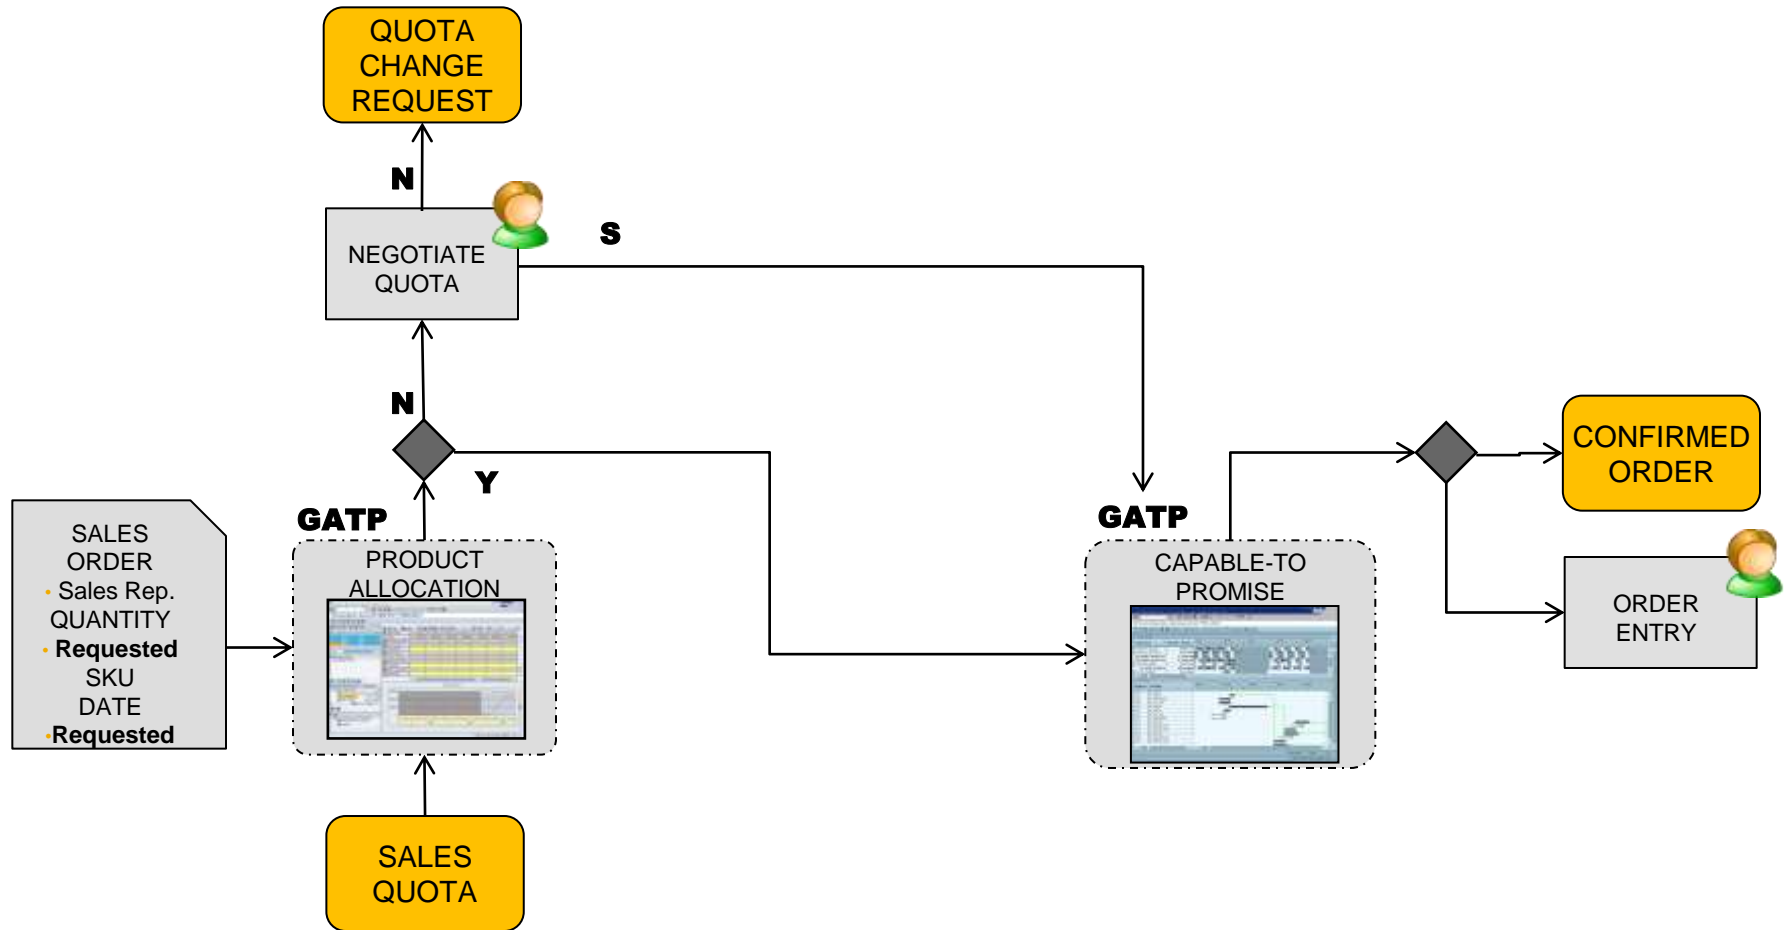 QUOTA
CHANGE
REQUEST
N
NEGOTIATE
QUOTA
S
N
Y
GATP
PRODUCT
ALLOCATION
SALES
ORDER
• Sales Rep.
QUANTITY
• Requested
SKU
DATE
•Requested
SALES
QUOTA
GATP
CAPABLE-TO
PROMISE
CONFIRMED
ORDER
ORDER
ENTRY